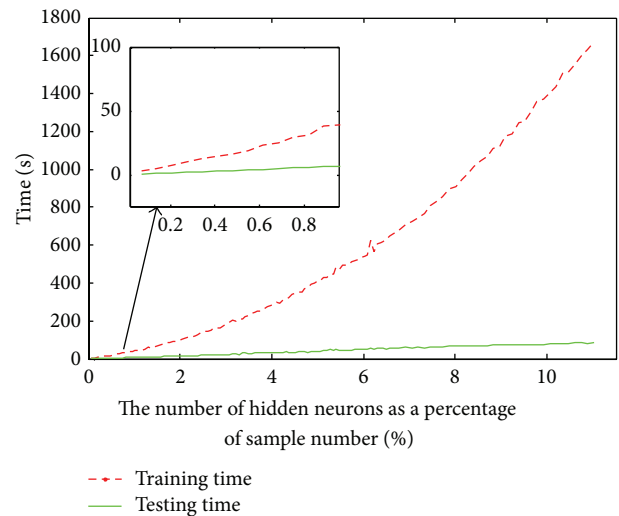 1800
1600
1400
1200
1000
800
600
400
200
0
Time (s)
100
50
0
0.2 0.4 0.6 0.8
0 2 4 6 8 10
The number of hidden neurons as a percentage
of sample number (%)
Training time
Testing time